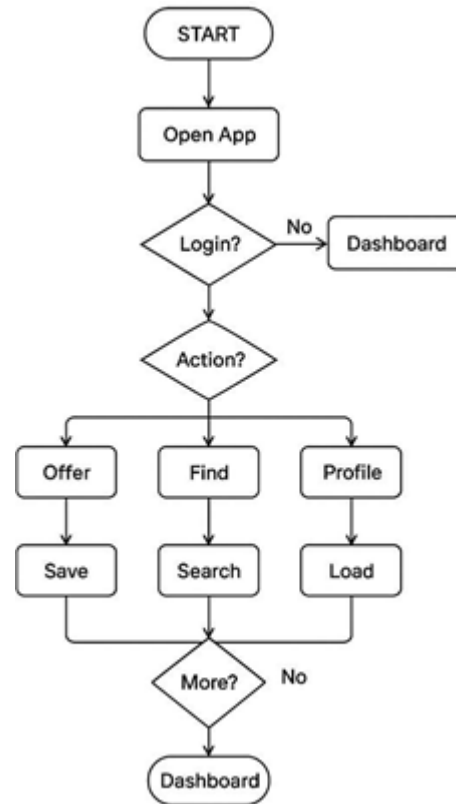 START
Open App
Login?
No
Dashboard
Action?
Offer
Find
Profile
Save
Search
Load
More?
No
Dashboard